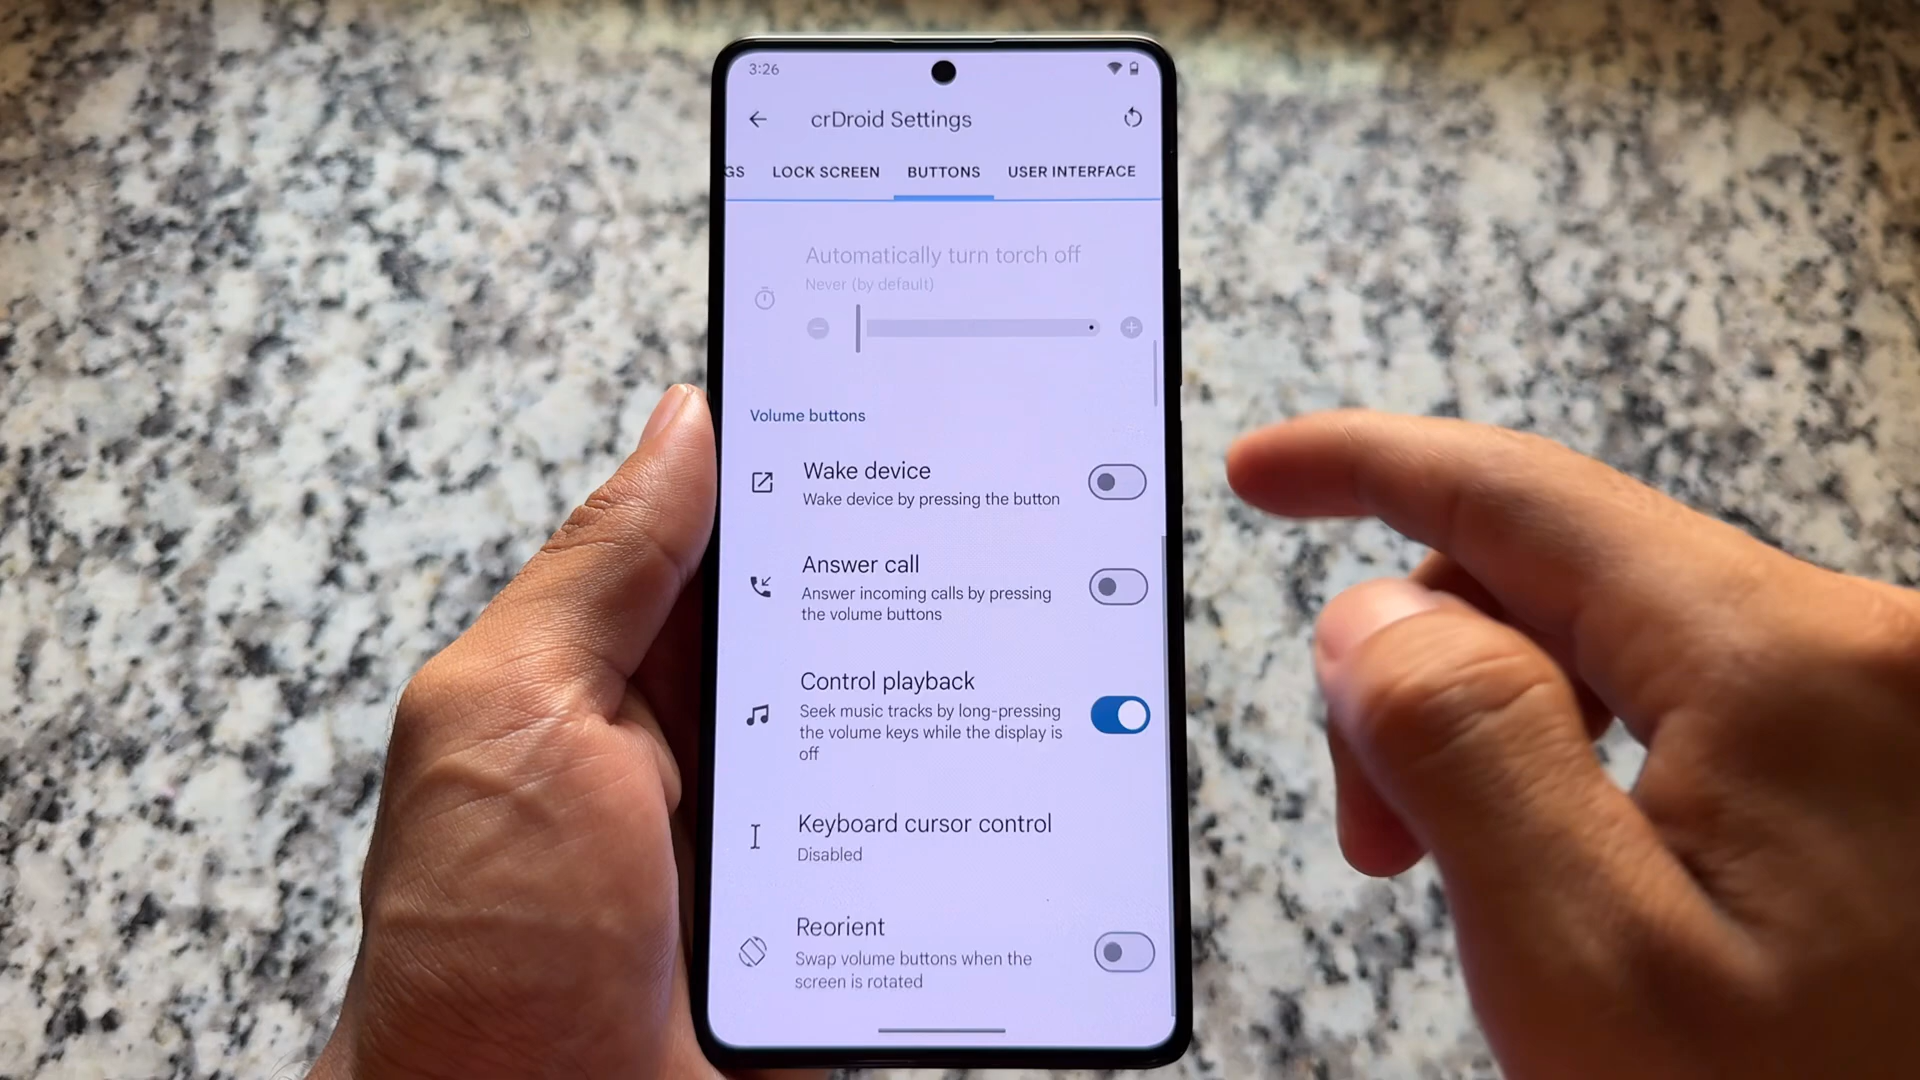 3:26
crDroid Settings
GS LOCK SCREEN BUTTONS USER INTERFACE
Automatically turn torch off
Never (by default)
Volume buttons
Wake device
Wake device by pressing the button
Answer call
Answer incoming calls by pressing
the volume buttons
Control playback
Seek music tracks by long-pressing
the volume keys while the display is
off
Keyboard cursor control
Disabled
Reorient
Swap volume buttons when the
screen is rotated